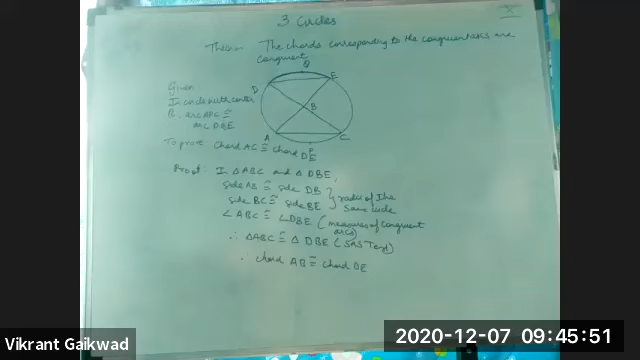 3 Circles
Theorem The chords corresponding to the congruent arcs are
congruent
Q
D
E
B
A
C
P
Given
In circle with center
B, arc APC ≅
arc DBE
To prove chord AC ≅ chord DE
Proof: In △ABC and △DBE,
side AB ≅ side DB } radii of the
side BC ≅ side BE } same circle
∠ABC ≅ ∠DBE (measures of congruent
arcs)
∴ △ABC ≅ △DBE (SAS Test)
∴ chord AB ≅ chord DE
Vikrant Gaikwad
2020-12-07 09:45:51